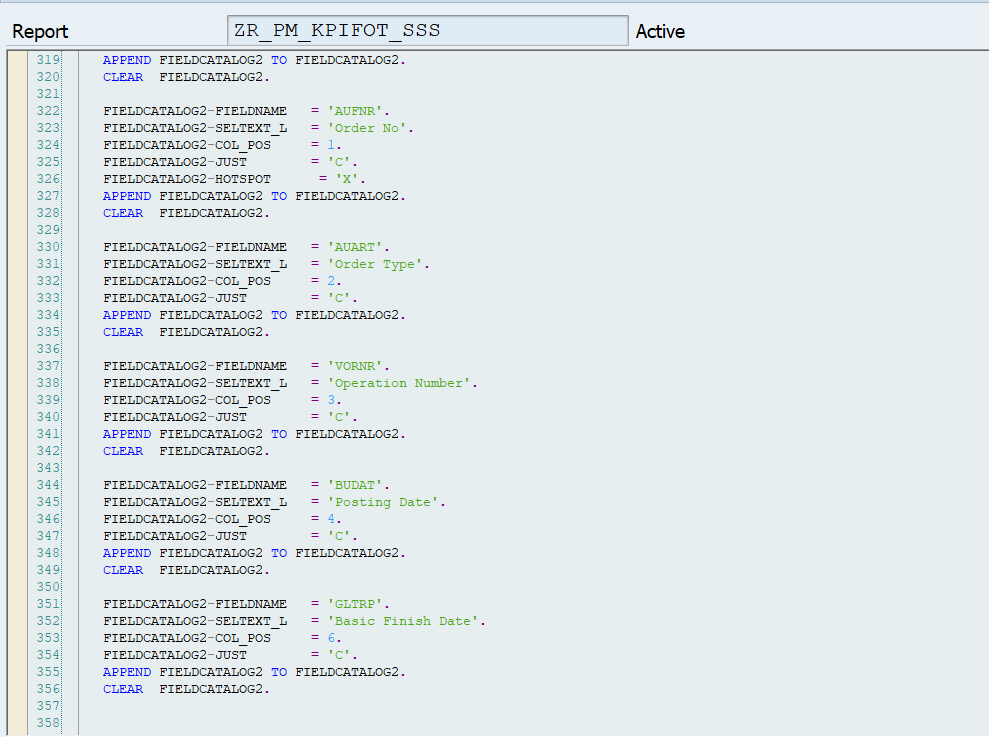 Report ZR_PM_KPIFOT_SSS Active
319 APPEND FIELDCATALOG2 TO FIELDCATALOG2.
320 CLEAR FIELDCATALOG2.
321
322 FIELDCATALOG2-FIELDNAME = 'AUFNR'.
323 FIELDCATALOG2-SELTEXT_L = 'Order No'.
324 FIELDCATALOG2-COL_POS = 1.
325 FIELDCATALOG2-JUST = 'C'.
326 FIELDCATALOG2-HOTSPOT = 'X'.
327 APPEND FIELDCATALOG2 TO FIELDCATALOG2.
328 CLEAR FIELDCATALOG2.
329
330 FIELDCATALOG2-FIELDNAME = 'AUART'.
331 FIELDCATALOG2-SELTEXT_L = 'Order Type'.
332 FIELDCATALOG2-COL_POS = 2.
333 FIELDCATALOG2-JUST = 'C'.
334 APPEND FIELDCATALOG2 TO FIELDCATALOG2.
335 CLEAR FIELDCATALOG2.
336
337 FIELDCATALOG2-FIELDNAME = 'VORNR'.
338 FIELDCATALOG2-SELTEXT_L = 'Operation Number'.
339 FIELDCATALOG2-COL_POS = 3.
340 FIELDCATALOG2-JUST = 'C'.
341 APPEND FIELDCATALOG2 TO FIELDCATALOG2.
342 CLEAR FIELDCATALOG2.
343
344 FIELDCATALOG2-FIELDNAME = 'BUDAT'.
345 FIELDCATALOG2-SELTEXT_L = 'Posting Date'.
346 FIELDCATALOG2-COL_POS = 4.
347 FIELDCATALOG2-JUST = 'C'.
348 APPEND FIELDCATALOG2 TO FIELDCATALOG2.
349 CLEAR FIELDCATALOG2.
350
351 FIELDCATALOG2-FIELDNAME = 'GLTRP'.
352 FIELDCATALOG2-SELTEXT_L = 'Basic Finish Date'.
353 FIELDCATALOG2-COL_POS = 6.
354 FIELDCATALOG2-JUST = 'C'.
355 APPEND FIELDCATALOG2 TO FIELDCATALOG2.
356 CLEAR FIELDCATALOG2.
357
358